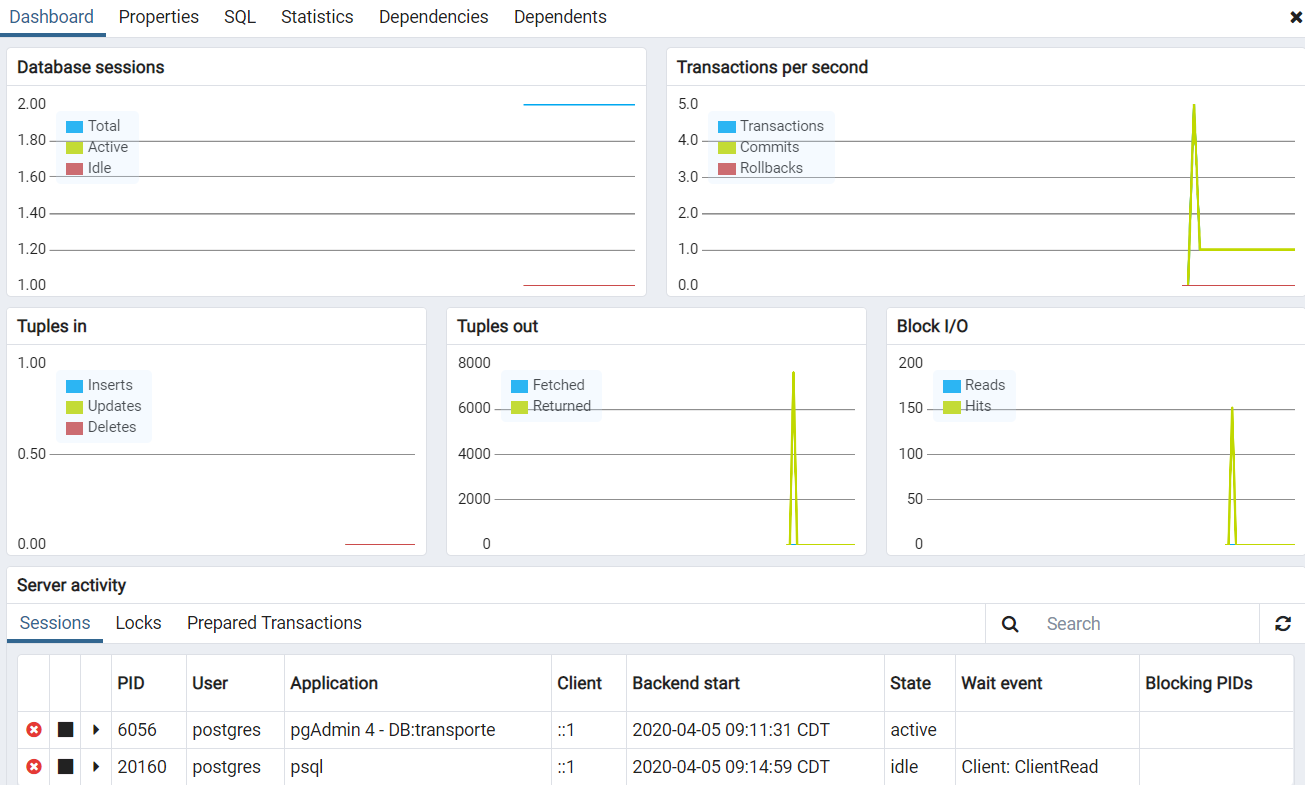 Dashboard Properties SQL Statistics Dependencies Dependents
Database sessions
2.00
1.80
1.60
1.40
1.20
1.00
Total
Active
Idle
Transactions per second
5.0
4.0
3.0
2.0
1.0
0.0
Transactions
Commits
Rollbacks
Tuples in
1.00
0.50
0.00
Inserts
Updates
Deletes
Tuples out
8000
6000
4000
2000
0
Fetched
Returned
Block I/O
200
150
100
50
0
Reads
Hits
Server activity
Sessions Locks Prepared Transactions Search
PID User Application Client Backend start State Wait event Blocking PIDs
6056 postgres pgAdmin 4 - DB:transporte ::1 2020-04-05 09:11:31 CDT active
20160 postgres psql ::1 2020-04-05 09:14:59 CDT idle Client: ClientRead